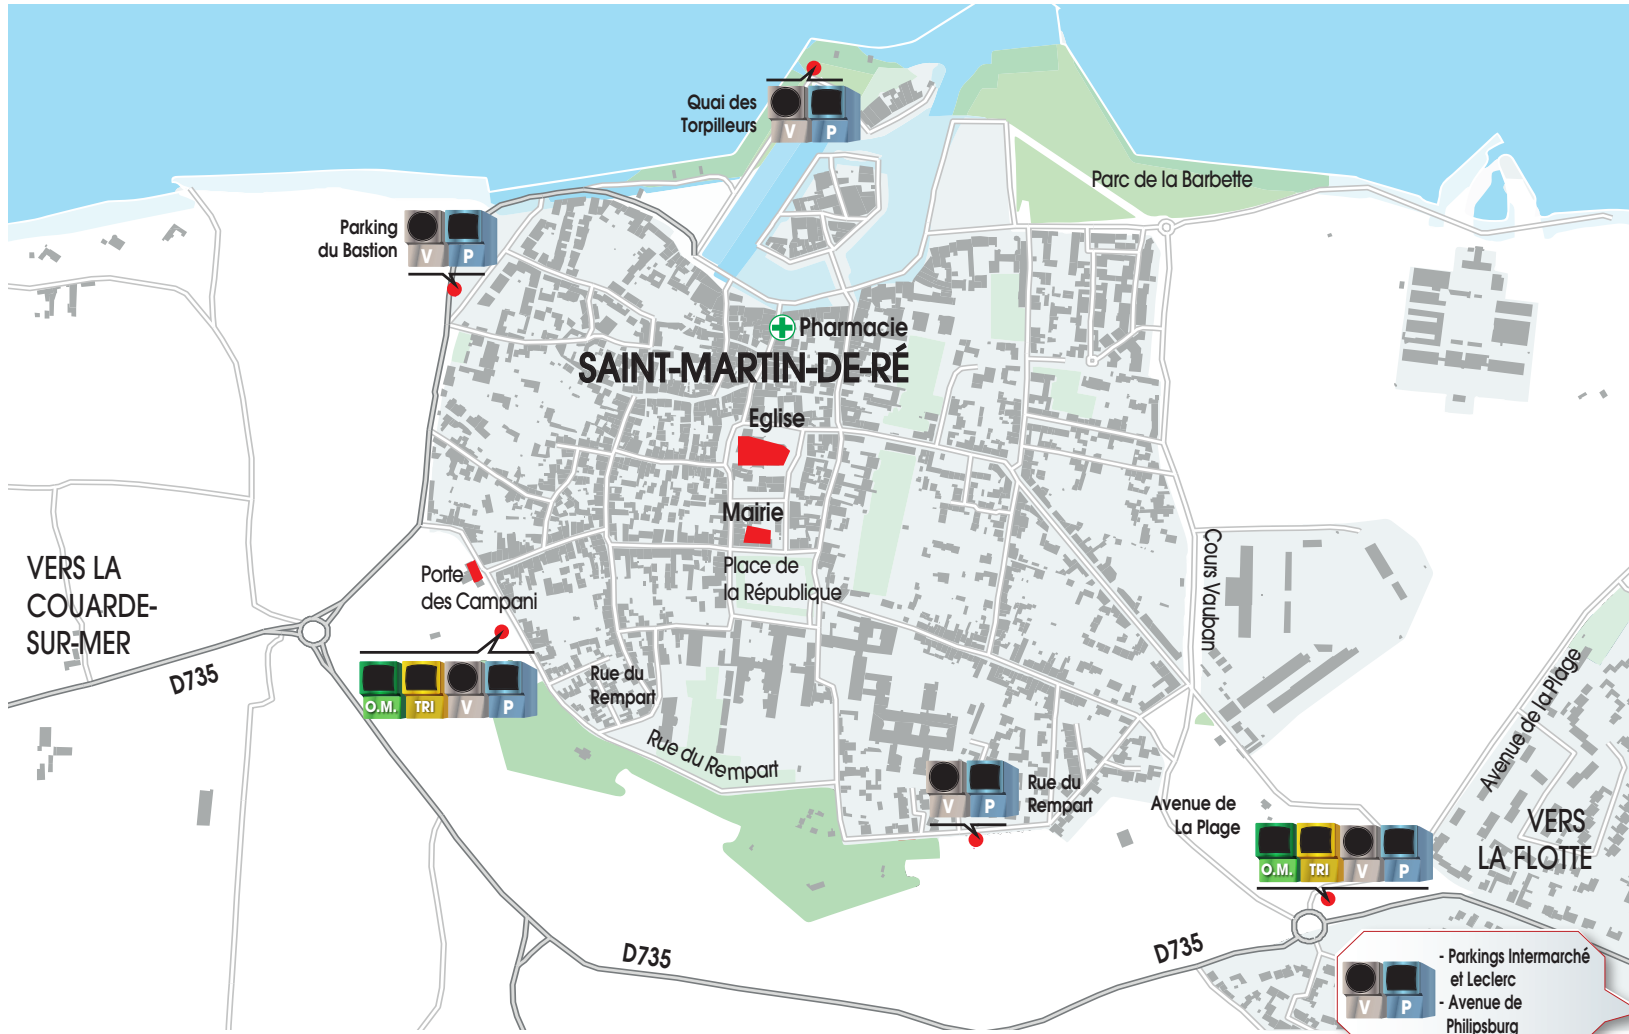 Quai des
Torpilleurs
V P
Parc de la Barbette
Parking
du Bastion
V P
Pharmacie
SAINT-MARTIN-DE-RÉ
Eglise
Mairie
Place de
la République
Porte
des Campani
VERS LA
COUARDE-
SUR-MER
D735
O.M. TRI V P
Rue du
Rempart
Rue du Rempart
Cours Vauban
Avenue de la Plage
V P
Rue du
Rempart
Avenue de
La Plage
O.M. TRI V P
VERS
LA FLOTTE
D735
D735
V P
- Parkings Intermarché
et Leclerc
- Avenue de
Philipsburg